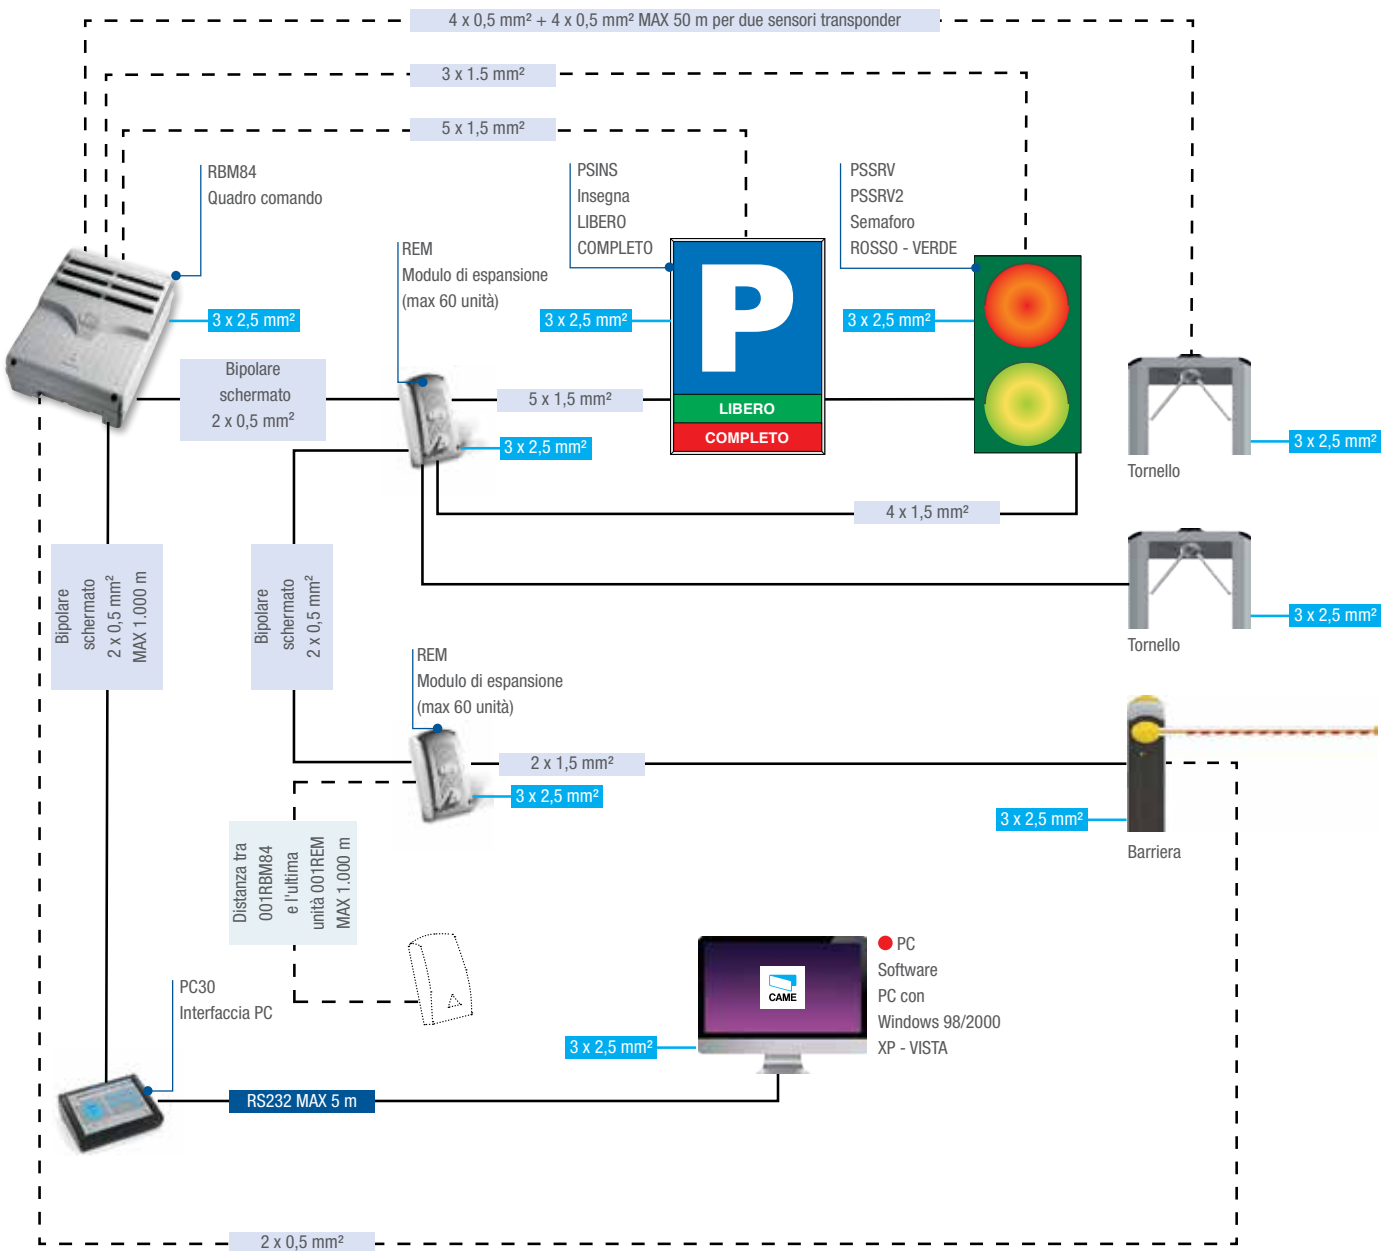 4 x 0,5 mm² + 4 x 0,5 mm² MAX 50 m per due sensori transponder
3 x 1.5 mm²
5 x 1,5 mm²
RBM84
Quadro comando
3 x 2,5 mm²
REM
Modulo di espansione
(max 60 unità)
PSINS
Insegna
LIBERO
COMPLETO
3 x 2,5 mm²
P
LIBERO
COMPLETO
PSSRV
PSSRV2
Semaforo
ROSSO - VERDE
3 x 2,5 mm²
Bipolare
schermato
2 x 0,5 mm²
5 x 1,5 mm²
3 x 2,5 mm²
3 x 2,5 mm²
Tornello
4 x 1,5 mm²
Bipolare
schermato
2 x 0,5 mm²
MAX 1.000 m
Bipolare
schermato
2 x 0,5 mm²
3 x 2,5 mm²
Tornello
REM
Modulo di espansione
(max 60 unità)
2 x 1,5 mm²
3 x 2,5 mm²
3 x 2,5 mm²
Barriera
Distanza tra
001RBM84
e l'ultima
unità 001REM
MAX 1.000 m
PC30
Interfaccia PC
CAME
PC
Software
PC con
Windows 98/2000
XP - VISTA
3 x 2,5 mm²
RS232 MAX 5 m
2 x 0,5 mm²